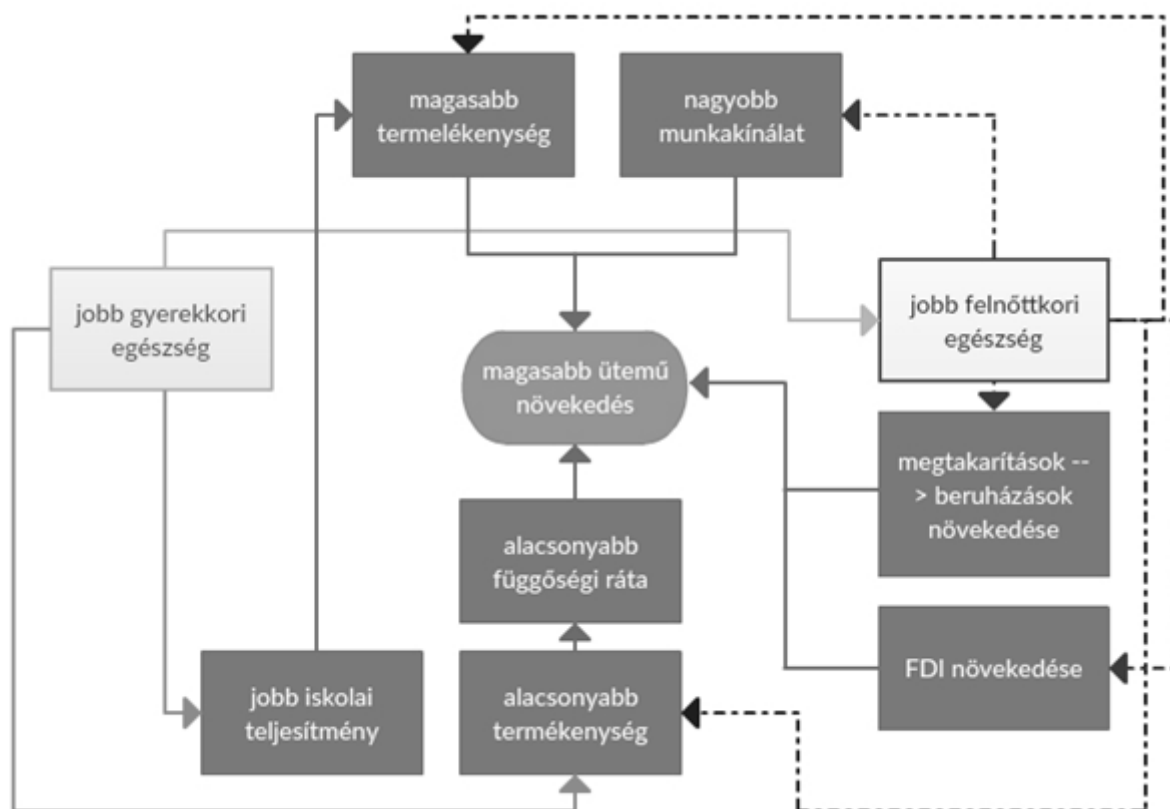 magasabb
termelékenység
nagyobb
munkakínálat
jobb gyerekkori
egészség
jobb felnőttkori
egészség
magasabb ütemű
növekedés
megtakarítások --
> beruházások
növekedése
alacsonyabb
függőségi ráta
FDI növekedése
jobb iskolai
teljesítmény
alacsonyabb
termékenység